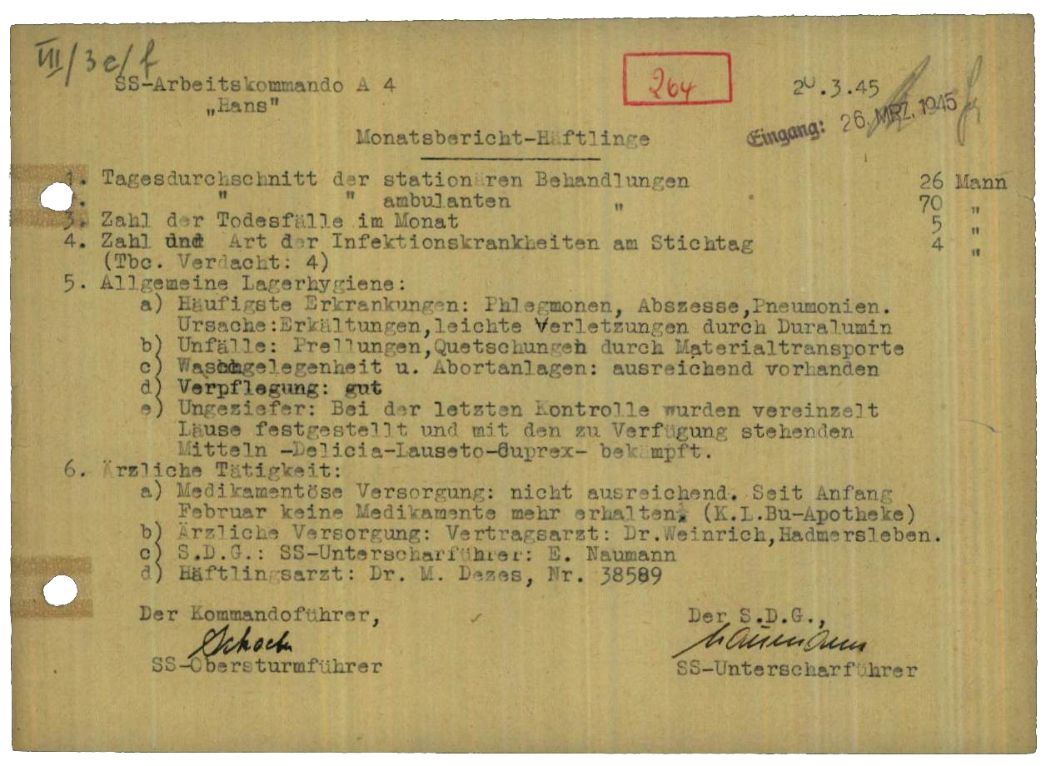 VIII/3e/f
SS-Arbeitskommando A 4
„Hans"
264
20.3.45
Eingang: 26. MRZ. 1945
Monatsbericht-Häftlinge
1. Tagesdurchschnitt der stationären Behandlungen 26 Mann
. " " ambulanten " 70 "
3. Zahl der Todesfälle im Monat 5 "
4. Zahl und Art der Infektionskrankheiten am Stichtag 4 "
(Tbc. Verdacht: 4)
5. Allgemeine Lagerhygiene:
a) Häufigste Erkrankungen: Phlegmonen, Abszesse,Pneumonien.
Ursache:Erkältungen,leichte Verletzungen durch Duralumin
b) Unfälle: Prellungen,Quetschungen durch Materialtransporte
c) Waschgelegenheit u. Abortanlagen: ausreichend vorhanden
d) Verpflegung: gut
e) Ungeziefer: Bei der letzten Kontrolle wurden vereinzelt
Läuse festgestellt und mit den zu Verfügung stehenden
Mitteln -Delicia-Lauseto-Cuprex- bekämpft.
6. Ärzliche Tätigkeit:
a) Medikamentöse Versorgung: nicht ausreichend. Seit Anfang
Februar keine Medikamente mehr erhalten, (K.L.Bu-Apotheke)
b) Ärzliche Versorgung: Vertragsarzt: Dr.Weinrich,Hadmersleben.
c) S.D.G.: SS-Unterscharführer: E. Naumann
d) Häftlingsarzt: Dr. M. Dezes, Nr. 38589
Der Kommandoführer, Der S.D.G.,
Naumann
SS-Obersturmführer SS-Unterscharführer